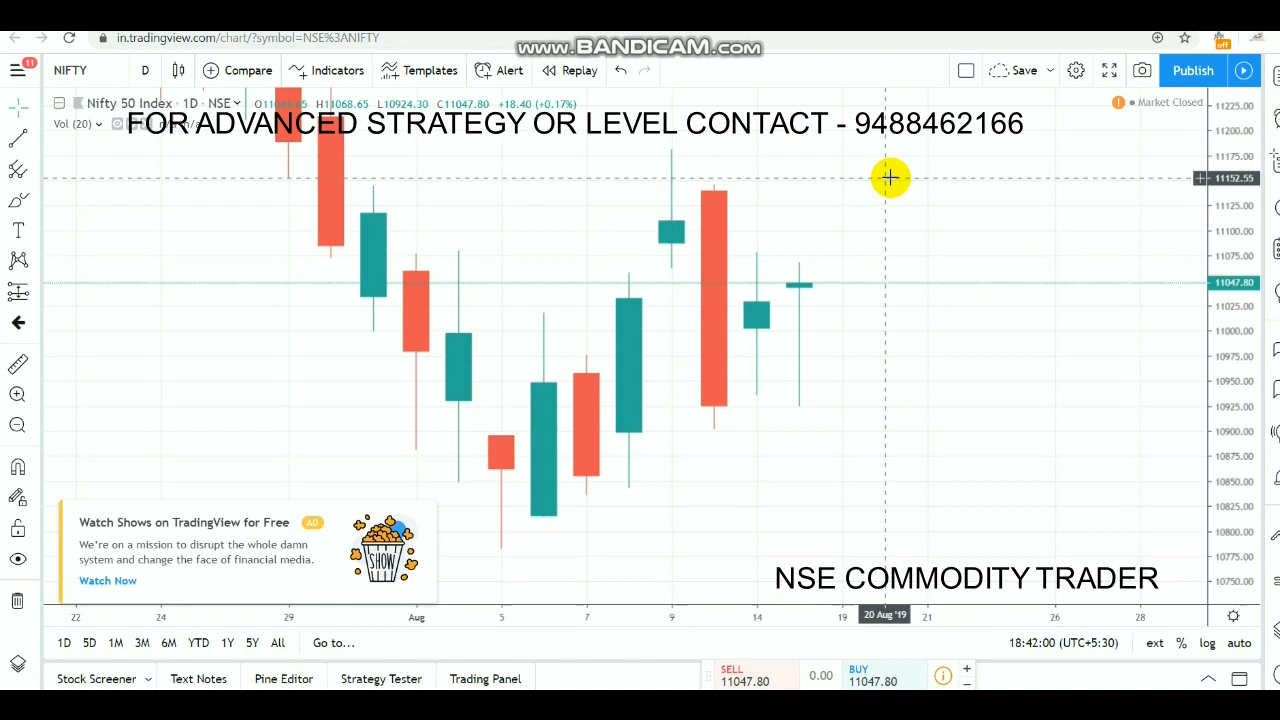 in.tradingview.com/chart/?symbol=NSE%3ANIFTY
www.BANDICAM.com
off
11
NIFTY
D
Compare
Indicators
Templates
Alert
Replay
Save
Publish
Nifty 50 Index · 1D · NSE
H11068.65 L10924.30 C11047.80 +18.40 (+0.17%)
Market Closed
Vol (20)
n/a
FOR ADVANCED STRATEGY OR LEVEL CONTACT - 9488462166
11225.00
11200.00
11175.00
11152.55
11125.00
11100.00
11075.00
11047.80
11025.00
11000.00
10975.00
10950.00
10925.00
10900.00
10875.00
10850.00
10825.00
10800.00
10775.00
10750.00
Watch Shows on TradingView for Free AD
We're on a mission to disrupt the whole damn
system and change the face of financial media.
Watch Now
SHOW
NSE COMMODITY TRADER
22 24 29 Aug 5 7 9 14 19 20 Aug '19 21 26 28
1D 5D 1M 3M 6M YTD 1Y 5Y All Go to...
18:42:00 (UTC+5:30) ext % log auto
Stock Screener Text Notes Pine Editor Strategy Tester Trading Panel
SELL
11047.80
0.00
BUY
11047.80